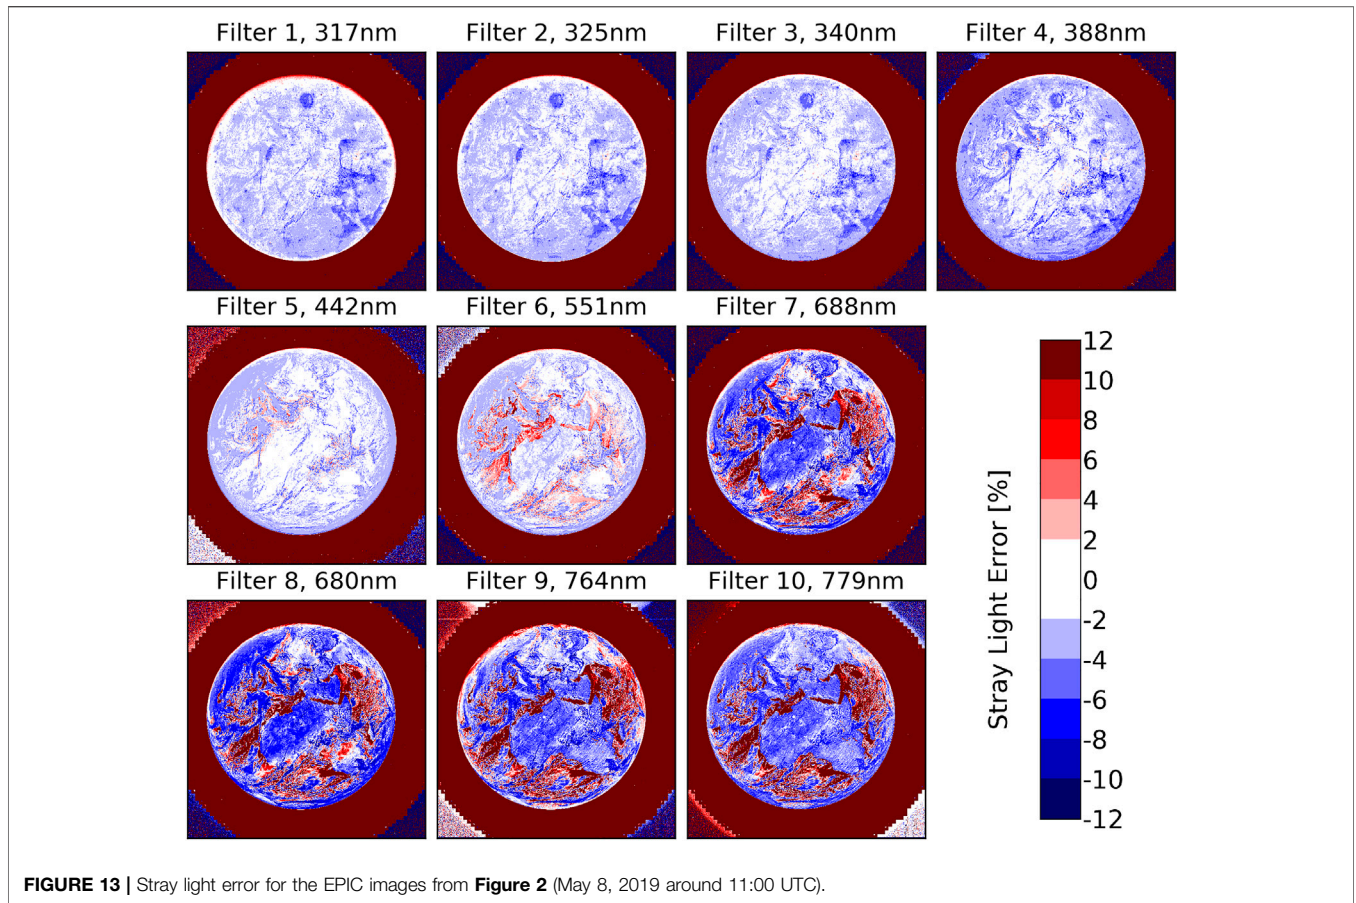 Filter 1, 317nm
Filter 2, 325nm
Filter 3, 340nm
Filter 4, 388nm
Filter 5, 442nm
Filter 6, 551nm
Filter 7, 688nm
Filter 8, 680nm
Filter 9, 764nm
Filter 10, 779nm
Stray Light Error [%]
12
10
8
6
4
2
0
-2
-4
-6
-8
-10
-12
FIGURE 13 | Stray light error for the EPIC images from Figure 2 (May 8, 2019 around 11:00 UTC).